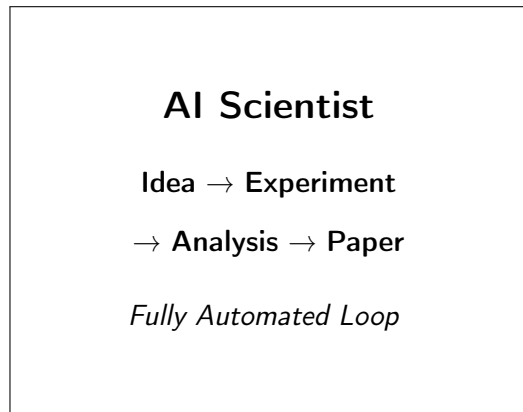 AI Scientist
Idea → Experiment
→ Analysis → Paper
Fully Automated Loop